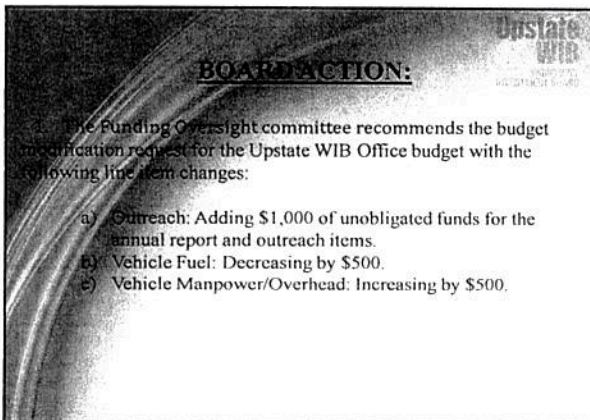 Upstate
WIB
BOARD ACTION:
1. The Funding Oversight committee recommends the budget
modification request for the Upstate WIB Office budget with the
following line item changes:
a) Outreach: Adding $1,000 of unobligated funds for the
annual report and outreach items.
b) Vehicle Fuel: Decreasing by $500.
c) Vehicle Manpower/Overhead: Increasing by $500.